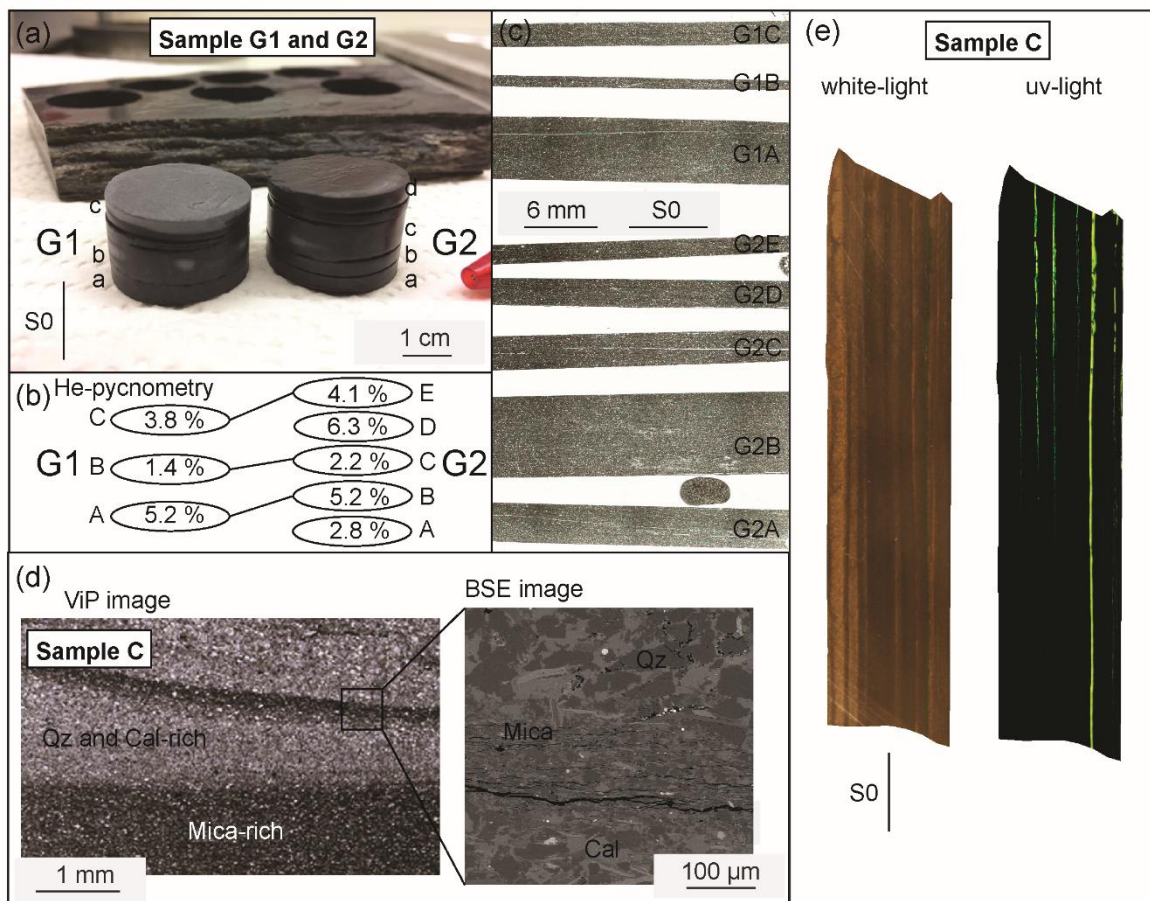 (a)
Sample G1 and G2
c
G1
b
a
d
c
G2
b
a
S0
1 cm
(b)
He-pycnometry
C 3.8 % 4.1 % E
6.3 % D
G1 B 1.4 % 2.2 % C G2
5.2 % B
A 5.2 %
2.8 % A
(c)
G1C
G1B
G1A
6 mm S0
G2E
G2D
G2C
G2B
G2A
(d)
ViP image
Sample C
Qz and Cal-rich
Mica-rich
1 mm
BSE image
Qz
Mica
Cal
100 µm
(e)
Sample C
white-light uv-light
S0